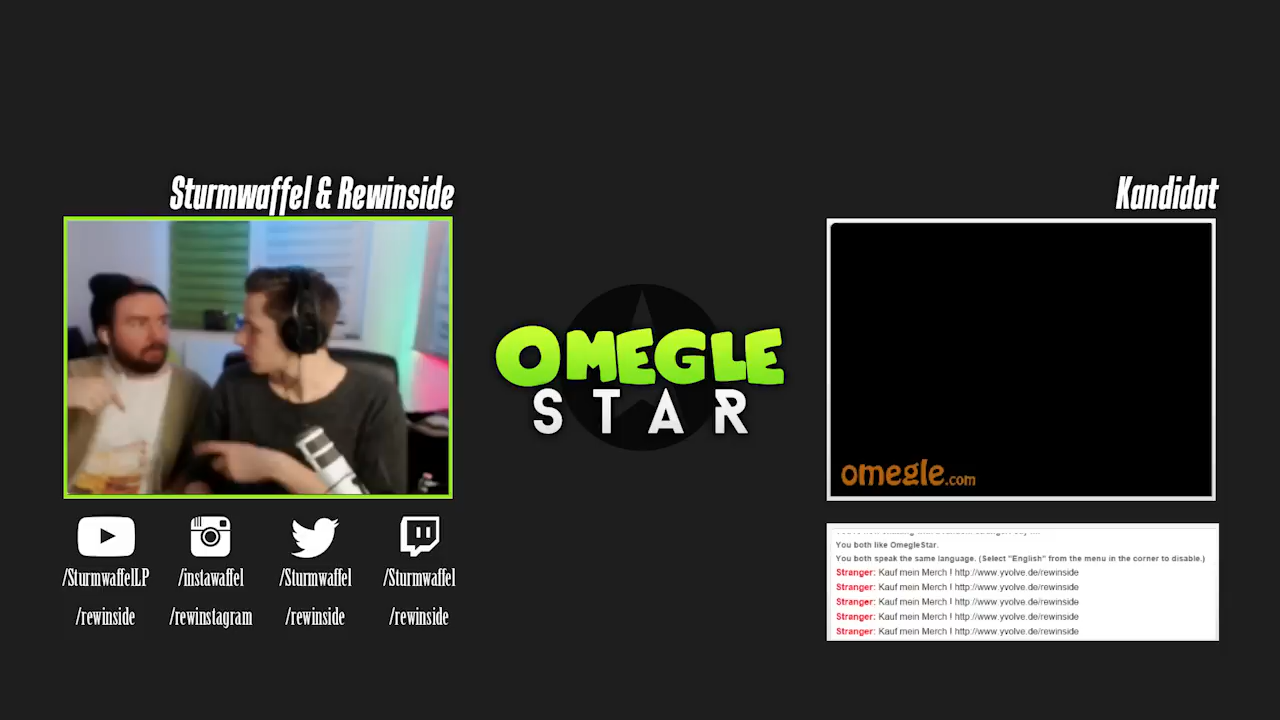 Sturmwaffel & Rewinside
Kandidat
OMEGLE
STAR
omegle.com
/SturmwaffelLP
/instawaffel
/Sturmwaffel
/Sturmwaffel
/rewinside
/rewinstagram
/rewinside
/rewinside
You both like OmegleStar.
You both speak the same language. (Select "English" from the menu in the corner to disable.)
Stranger: Kauf mein Merch ! http://www.yvolve.de/rewinside
Stranger: Kauf mein Merch ! http://www.yvolve.de/rewinside
Stranger: Kauf mein Merch ! http://www.yvolve.de/rewinside
Stranger: Kauf mein Merch ! http://www.yvolve.de/rewinside
Stranger: Kauf mein Merch ! http://www.yvolve.de/rewinside